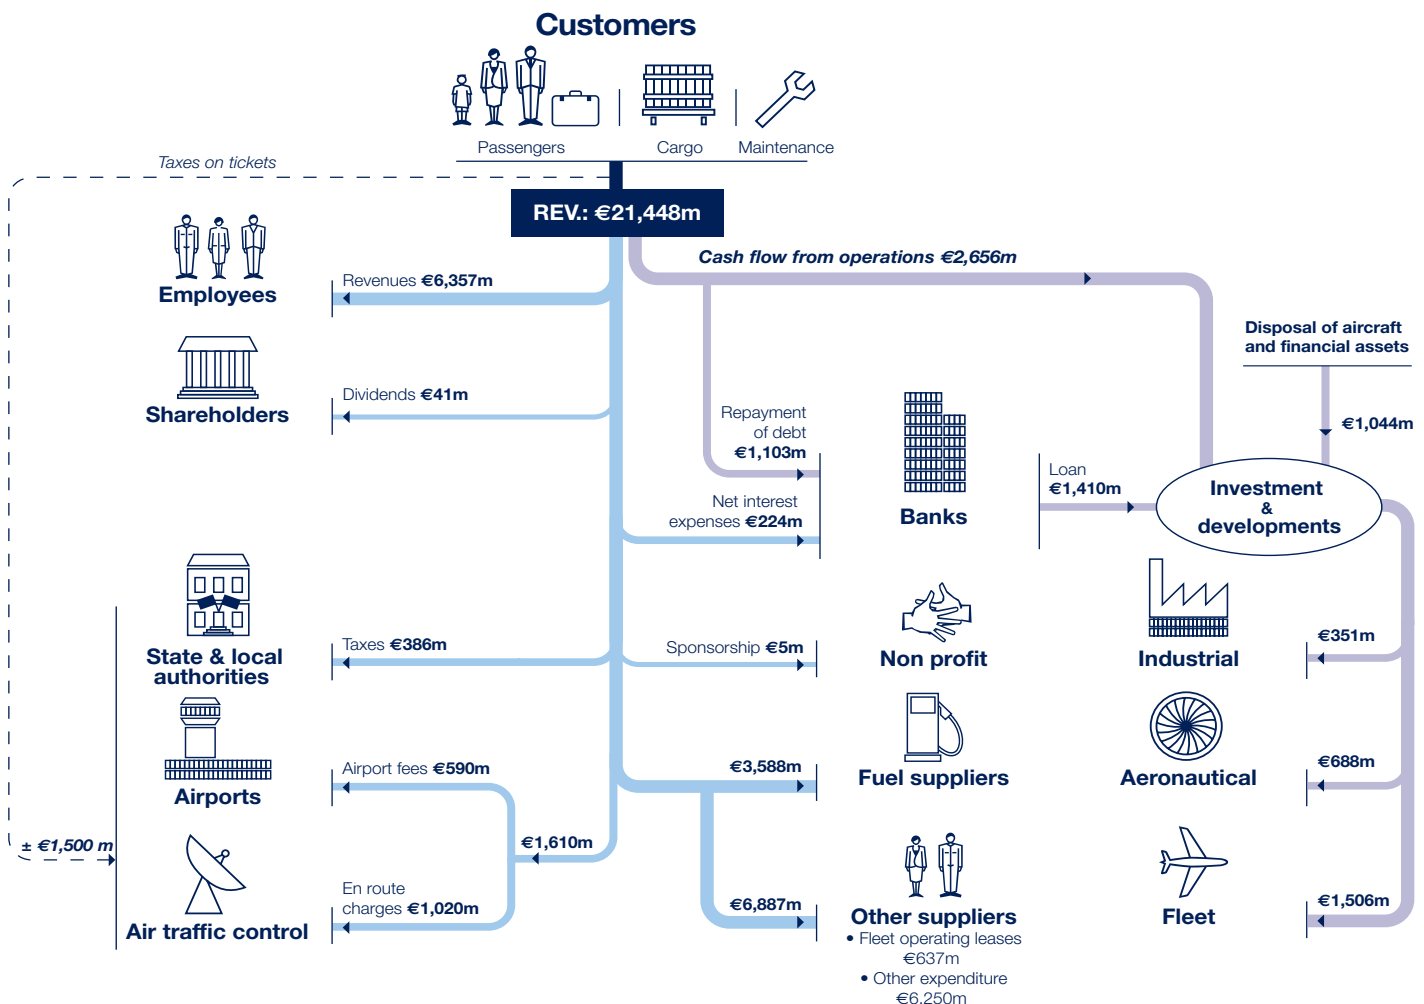 Customers
Passengers
Cargo
Maintenance
Taxes on tickets
REV.: €21,448m
Cash flow from operations €2,656m
Employees
Revenues €6,357m
Shareholders
Dividends €41m
Disposal of aircraft
and financial assets
€1,044m
Repayment
of debt
€1,103m
Net interest
expenses €224m
Banks
Loan
€1,410m
Investment
&
developments
State & local
authorities
Taxes €386m
Sponsorship €5m
Non profit
Industrial
€351m
Airports
Airport fees €590m
€3,588m
Fuel suppliers
Aeronautical
€688m
± €1,500 m
€1,610m
En route
charges €1,020m
Air traffic control
€6,887m
Other suppliers
• Fleet operating leases
€637m
• Other expenditure
€6,250m
Fleet
€1,506m